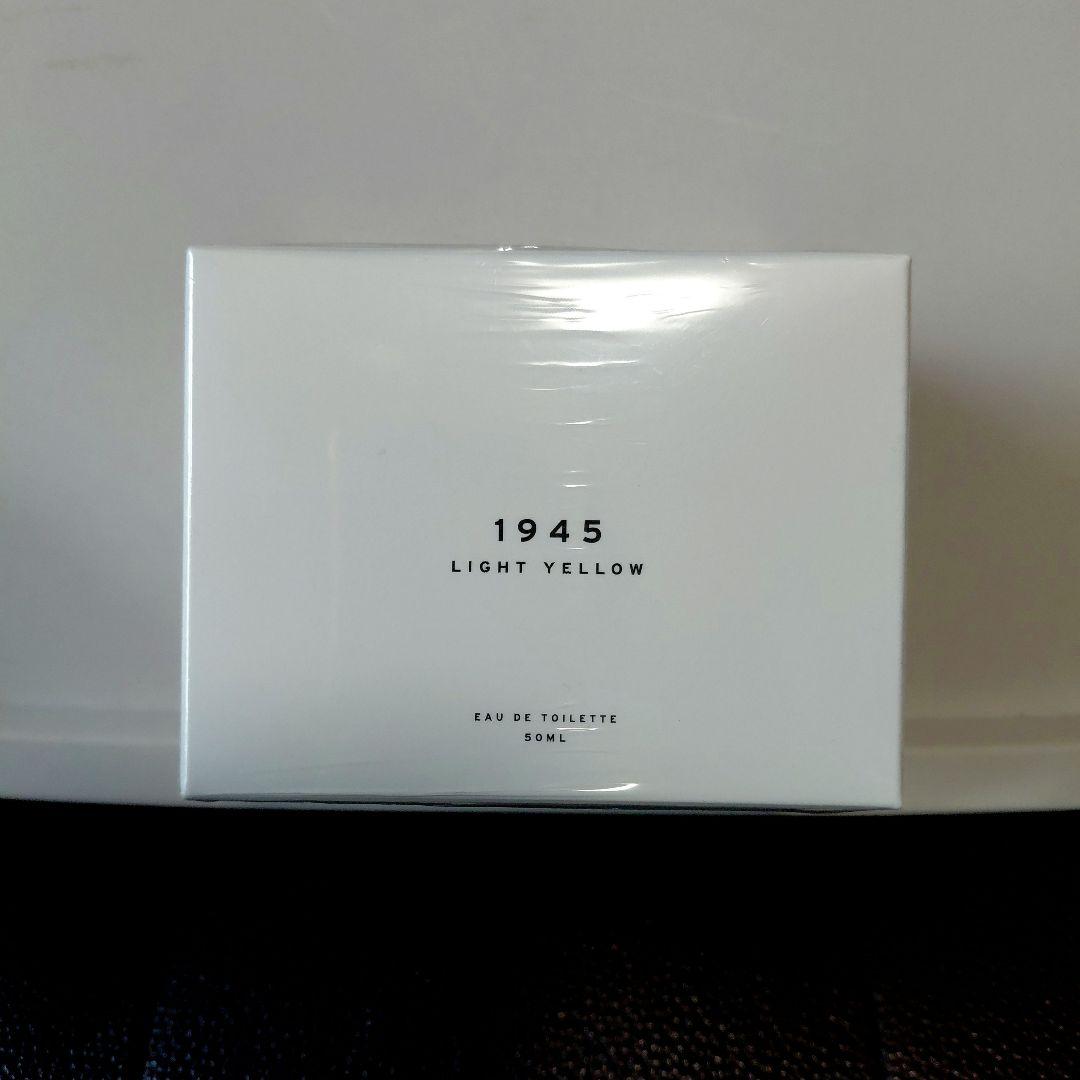 1945
LIGHT YELLOW
EAU DE TOILETTE
50ML